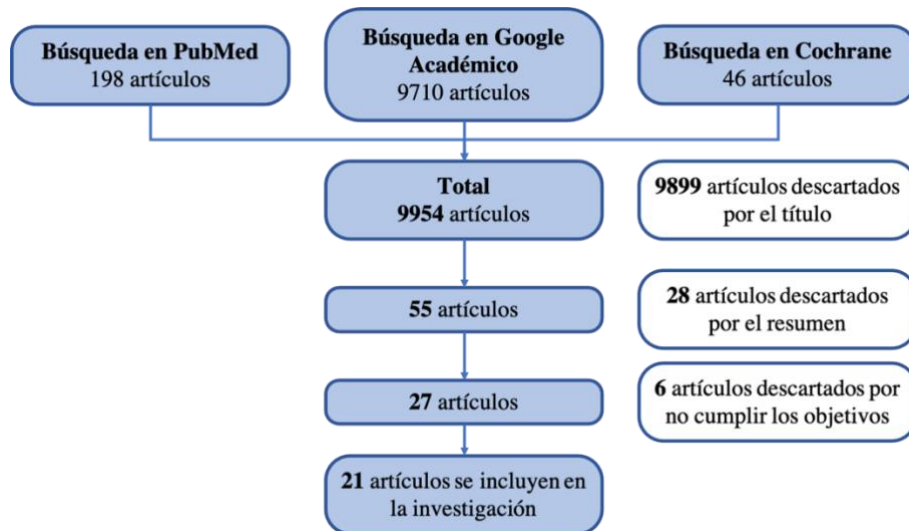 Búsqueda en PubMed
198 artículos
Búsqueda en Google
Académico
9710 artículos
Búsqueda en Cochrane
46 artículos
Total
9954 artículos
9899 artículos descartados
por el título
55 artículos
28 artículos descartados
por el resumen
27 artículos
6 artículos descartados por
no cumplir los objetivos
21 artículos se incluyen en
la investigación